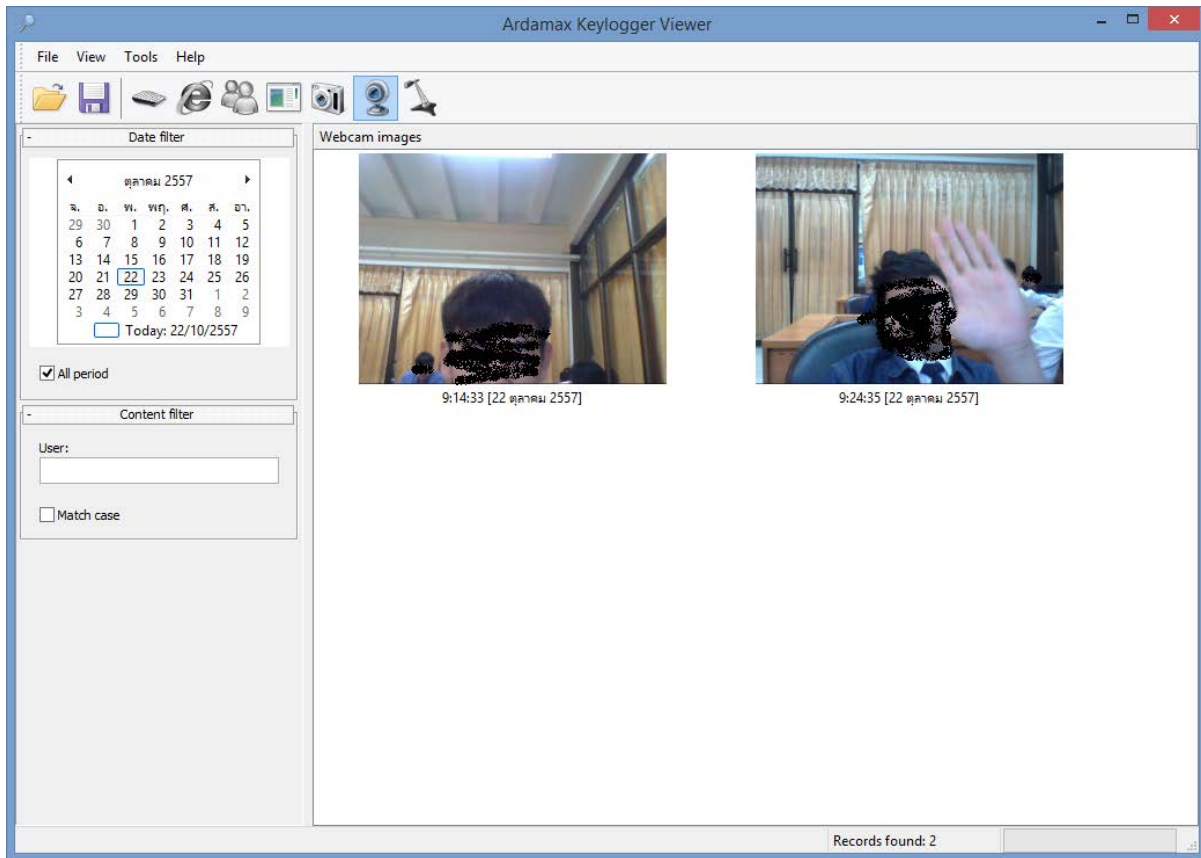 Ardamax Keylogger Viewer
File View Tools Help
- Date filter
ตุลาคม 2557
จ. อ. พ. พฤ. ศ. ส. อา.
29 30 1 2 3 4 5
6 7 8 9 10 11 12
13 14 15 16 17 18 19
20 21 22 23 24 25 26
27 28 29 30 31 1 2
3 4 5 6 7 8 9
Today: 22/10/2557
All period
- Content filter
User:
Match case
Webcam images
9:14:33 [22 ตุลาคม 2557]
9:24:35 [22 ตุลาคม 2557]
Records found: 2